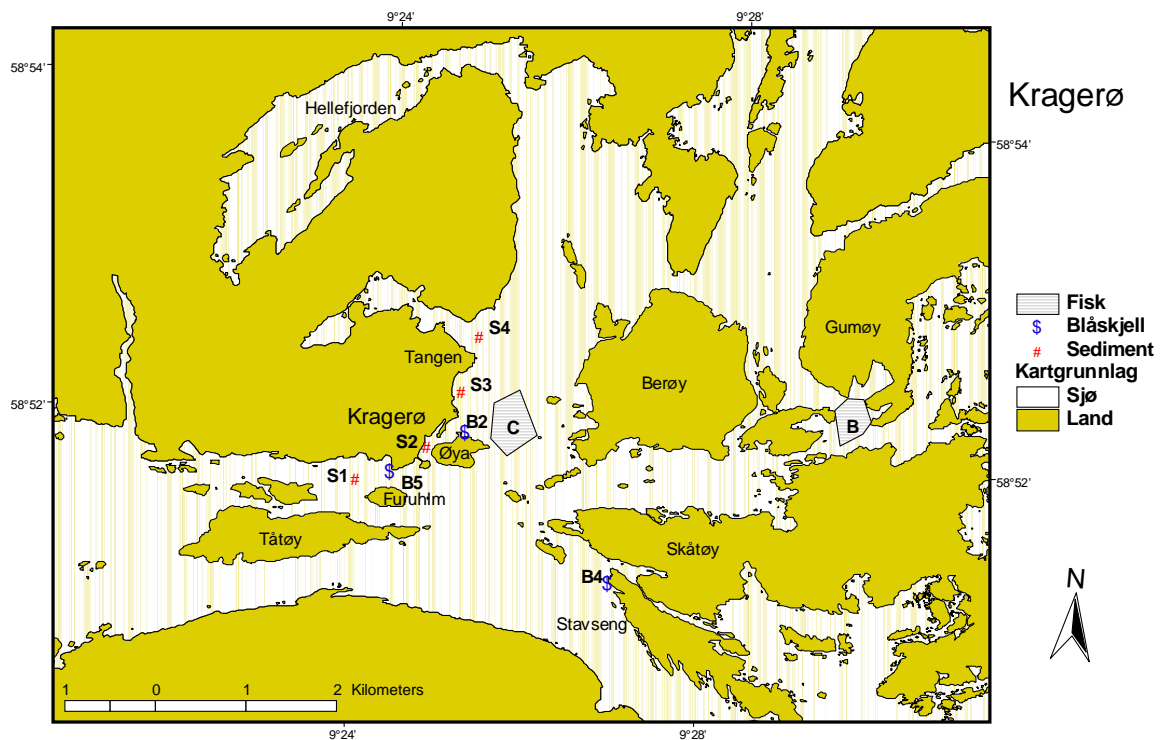 9°24' 9°28'
58°54'
Kragerø
Hellefjorden
58°54'
Fisk
$ Blåskjell
# Sediment
Kartgrunnlag
Sjø
Land
S4
#
Gumøy
Tangen
S3
#
Berøy
58°52'
Kragerø
B2
$
C
B
S2
#
Øya
S1
#
$
B5
58°52'
Furuhlm
Tåtøy
Skåtøy
B4
$
Stavseng
N
1 0 1 2 Kilometers
9°24' 9°28'